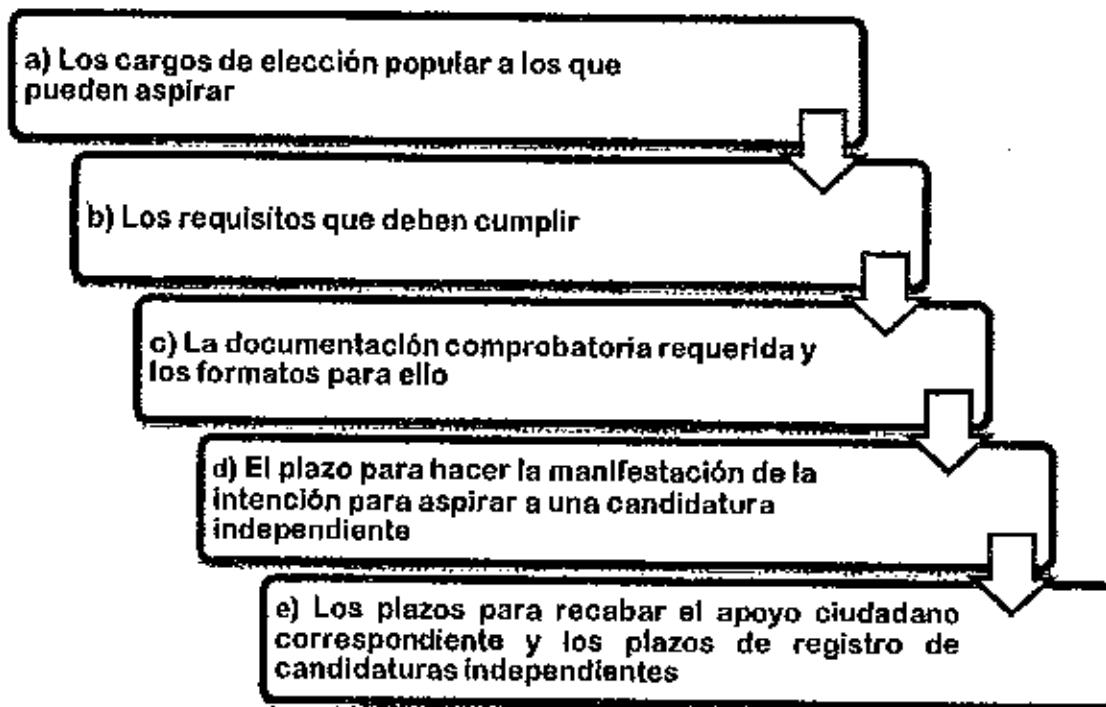 a) Los cargos de elección popular a los que
pueden aspirar
b) Los requisitos que deben cumplir
c) La documentación comprobatoria requerida y
los formatos para ello
d) El plazo para hacer la manifestación de la
intención para aspirar a una candidatura
independiente
e) Los plazos para recabar el apoyo ciudadano
correspondiente y los plazos de registro de
candidaturas independientes